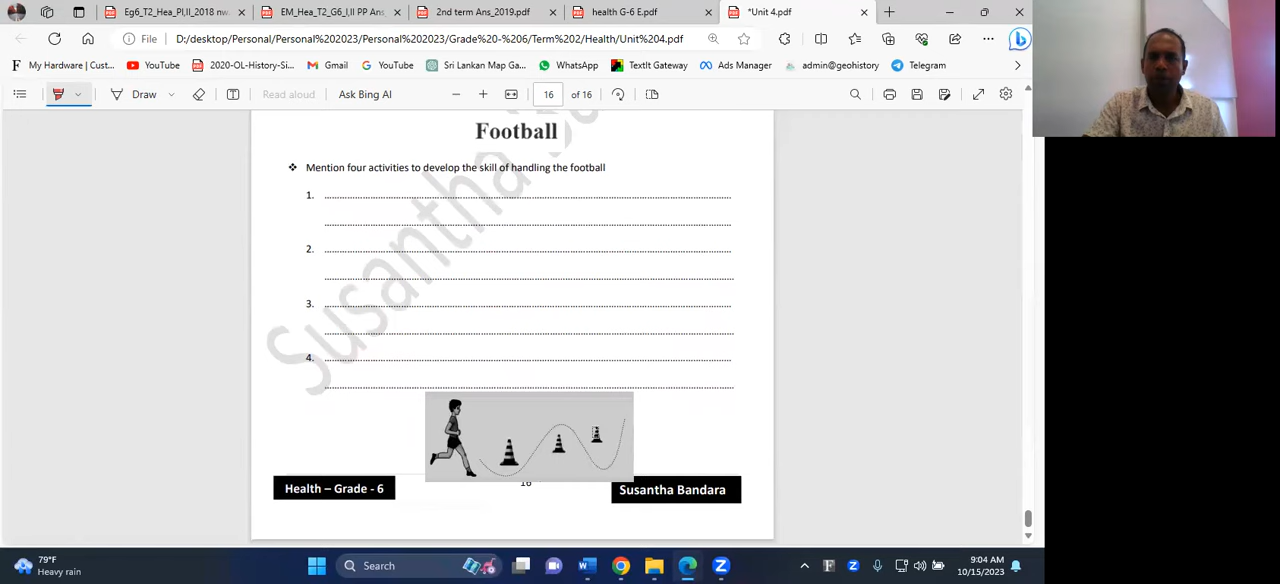 Eg6_T2_Hea_PI,II_2018 nw.
EM_Hea_T2_G6_I,II PP Ans
2nd term Ans_2019.pdf
health G-6 E.pdf
*Unit 4.pdf
File
D:/desktop/Personal/Personal%202023/Personal%202023/Grade%20-%206/Term%202/Health/Unit%204.pdf
F My Hardware | Cust...
YouTube
2020-OL-History-Si...
Gmail
YouTube
Sri Lankan Map Ga...
WhatsApp
TextIt Gateway
Ads Manager
admin@geohistory
Telegram
Draw
Read aloud
Ask Bing AI
16 of 16
Football
Mention four activities to develop the skill of handling the football
1.
2.
3.
4.
Susantha
16
Health – Grade - 6
Susantha Bandara
79°F
Heavy rain
Search
9:04 AM
10/15/2023